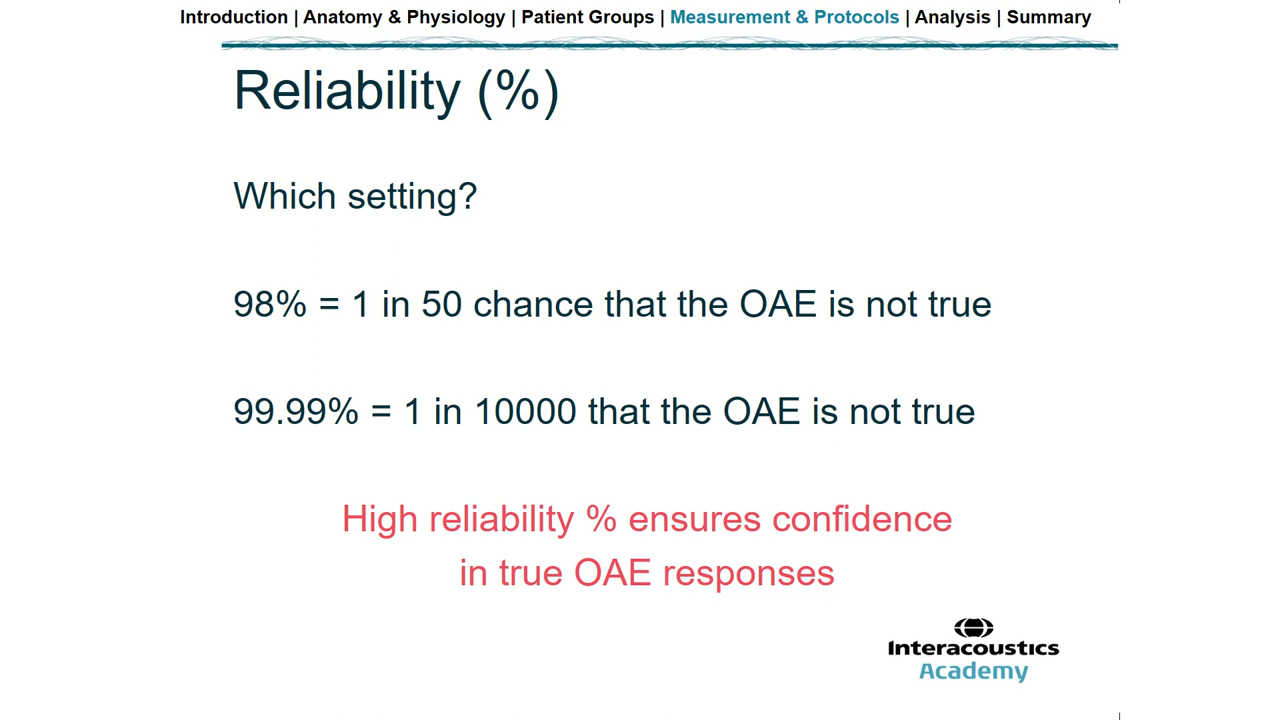 Introduction | Anatomy & Physiology | Patient Groups | Measurement & Protocols | Analysis | Summary
Reliability (%)
Which setting?
98% = 1 in 50 chance that the OAE is not true
99.99% = 1 in 10000 that the OAE is not true
High reliability % ensures confidence
in true OAE responses
Interacoustics
Academy